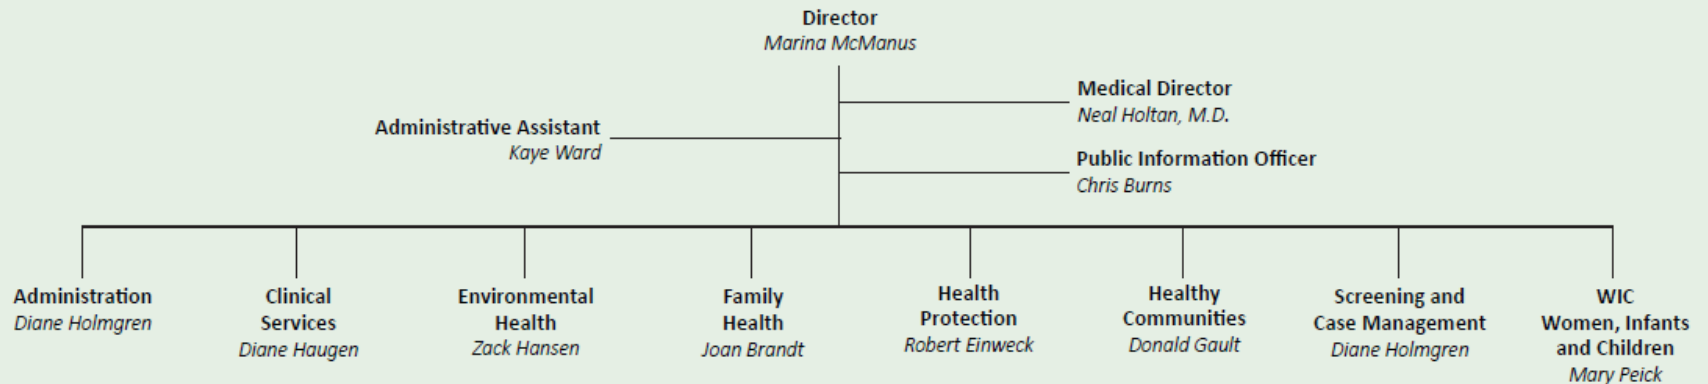 Director
Marina McManus
Medical Director
Neal Holtan, M.D.
Administrative Assistant
Kaye Ward
Public Information Officer
Chris Burns
Administration
Diane Holmgren
Clinical
Services
Diane Haugen
Environmental
Health
Zack Hansen
Family
Health
Joan Brandt
Health
Protection
Robert Einweck
Healthy
Communities
Donald Gault
Screening and
Case Management
Diane Holmgren
WIC
Women, Infants
and Children
Mary Peick